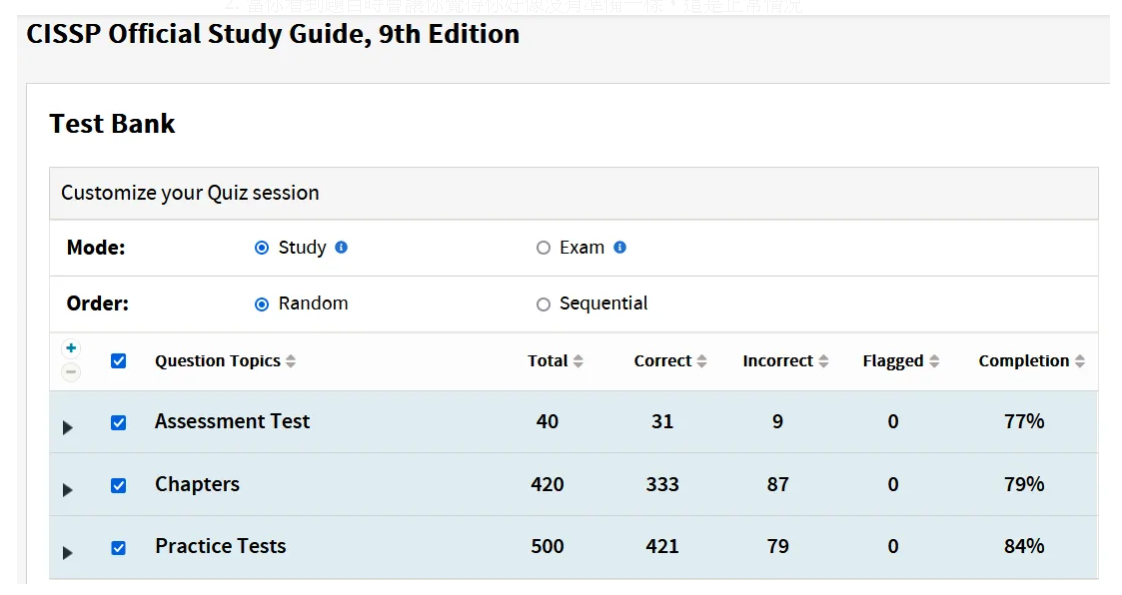 2. 當你看到題目時會讓你覺得你好像沒有準備一樣，這是正常情況
CISSP Official Study Guide, 9th Edition
Test Bank
Customize your Quiz session
Mode: Study Exam
Order: Random Sequential
Question Topics Total Correct Incorrect Flagged Completion
Assessment Test 40 31 9 0 77%
Chapters 420 333 87 0 79%
Practice Tests 500 421 79 0 84%